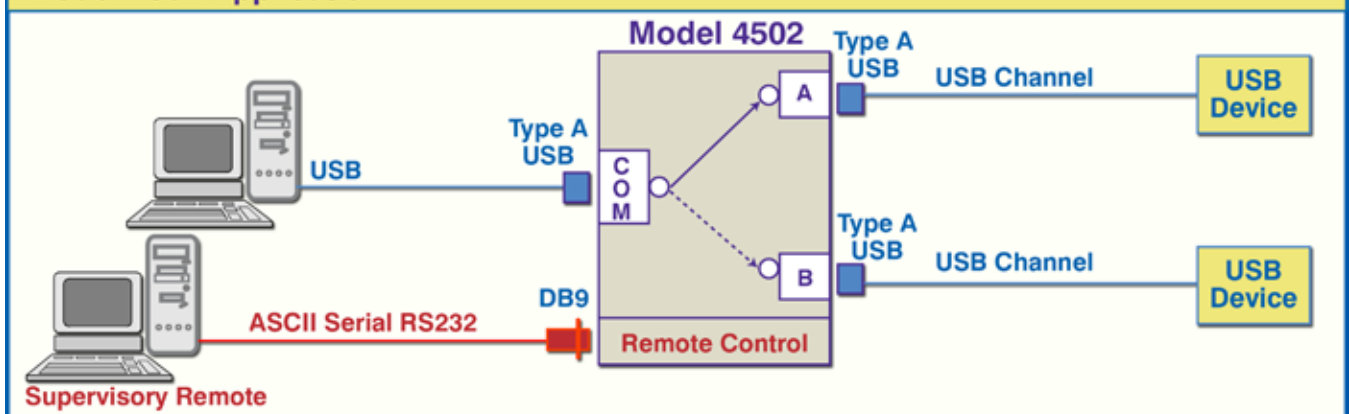 Model 4502
Type A
USB
USB Channel
USB
Device
A
Type A
USB
USB
COM
Type A
USB
USB Channel
USB
Device
B
DB9
ASCII Serial RS232
Remote Control
Supervisory Remote